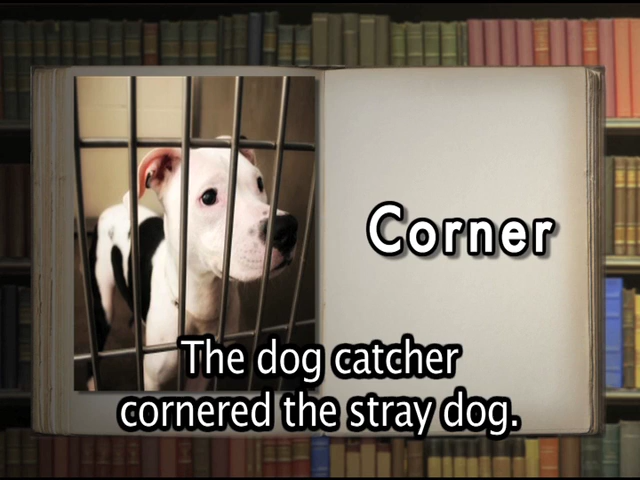 Corner
The dog catcher
cornered the stray dog.